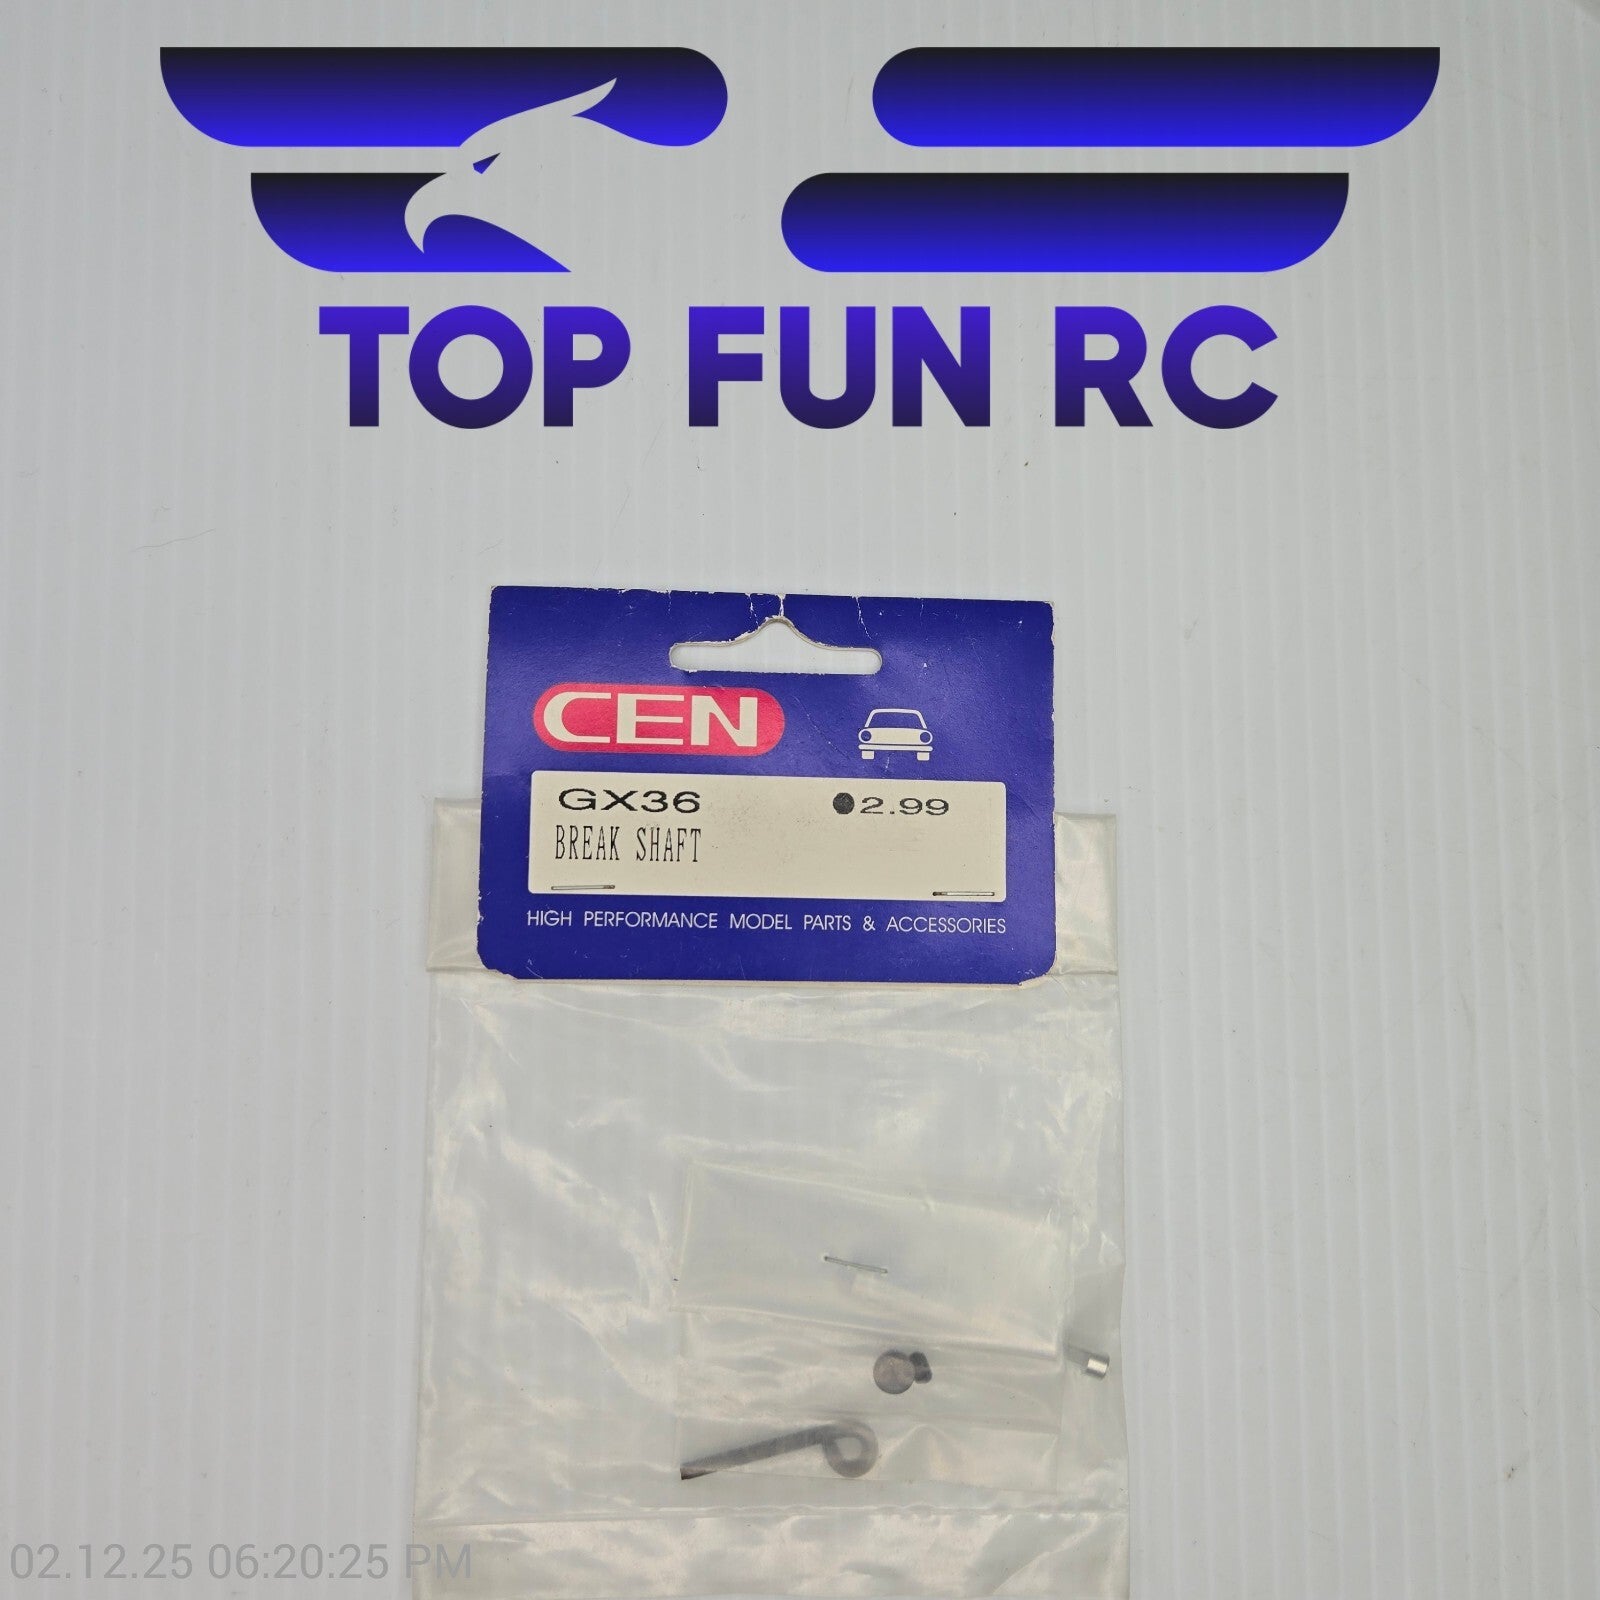 TOP FUN RC
CEN
GX36 ●2.99
BREAK SHAFT
HIGH PERFORMANCE MODEL PARTS & ACCESSORIES
02.12.25 06:20:25 PM